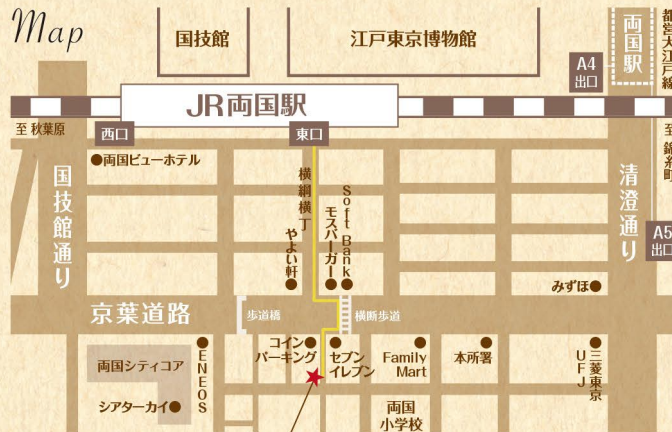 Map
国技館
江戸東京博物館
両国駅
都営大江戸線
A4
出口
JR両国駅
至 秋葉原
西口
東口
至 錦糸町
両国ビューホテル
国技館通り
横綱横丁
やよい軒
モスバーガー
Soft Bank
清澄通り
A5
出口
みずほ
京葉道路
歩道橋
横断歩道
コイン
パーキング
セブン
イレブン
Family
Mart
本所署
三菱東京
UFJ
両国シティコア
シアターカイ
ENEOS
両国
小学校